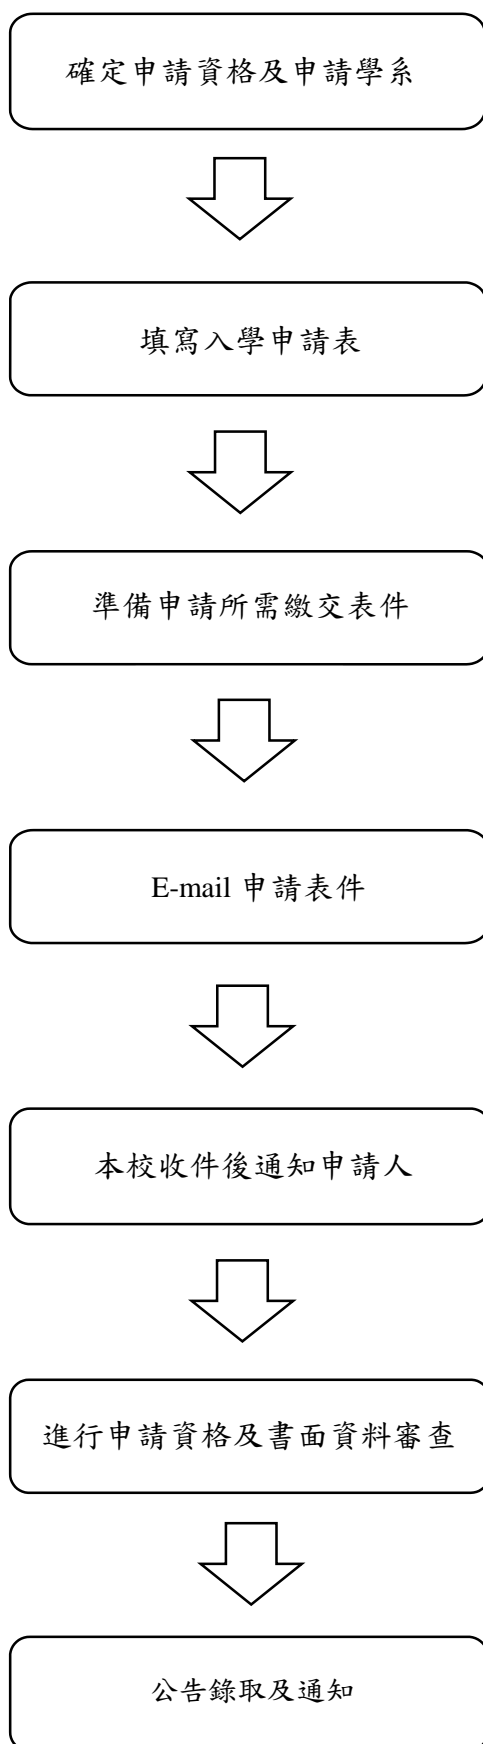 確定申請資格及申請學系
填寫入學申請表
準備申請所需繳交表件
E-mail 申請表件
本校收件後通知申請人
進行申請資格及書面資料審查
公告錄取及通知